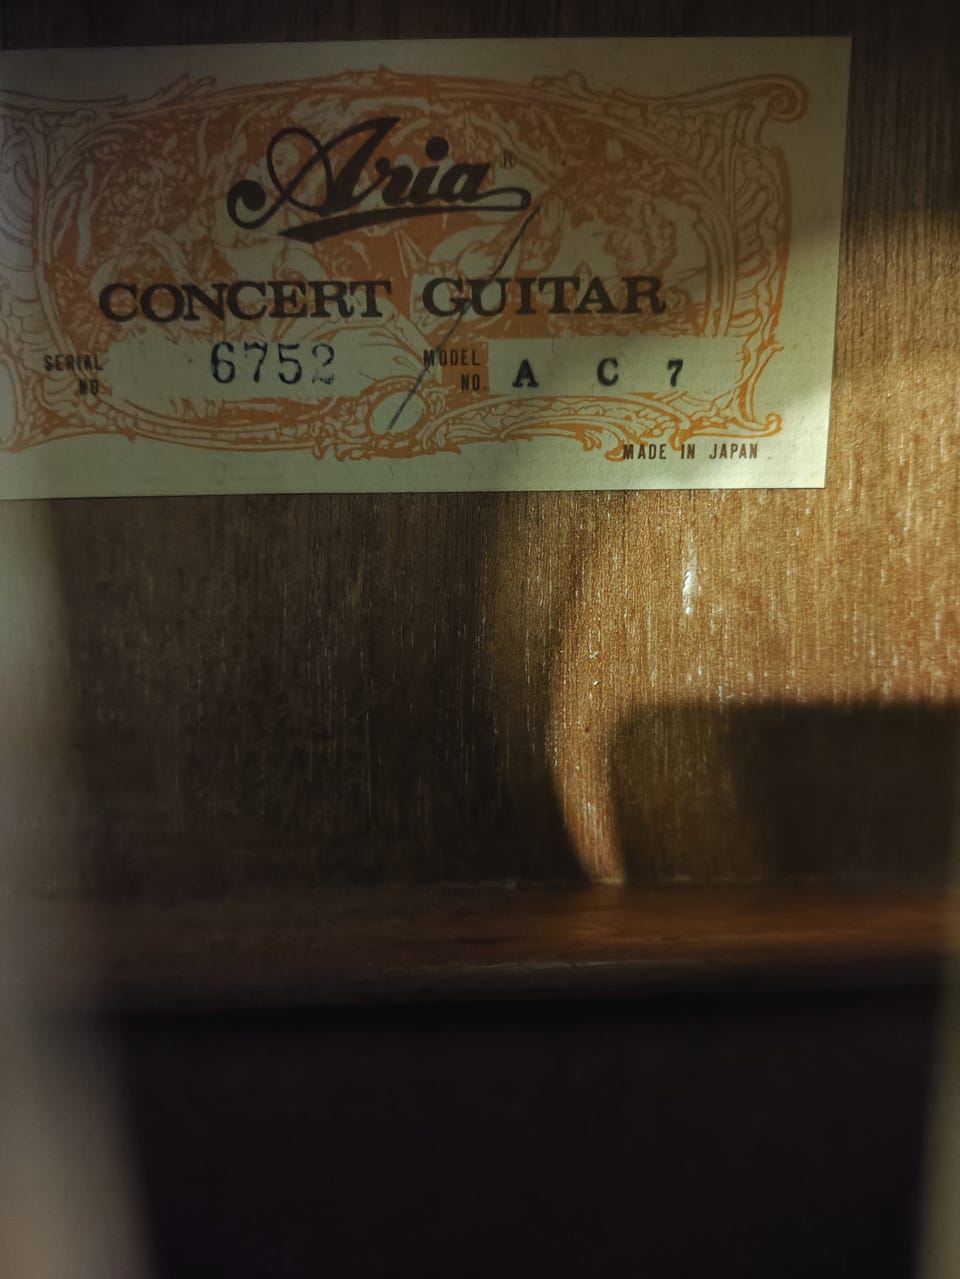 Aria®
CONCERT GUITAR
SERIAL NO. 6752 MODEL NO. A C 7
MADE IN JAPAN